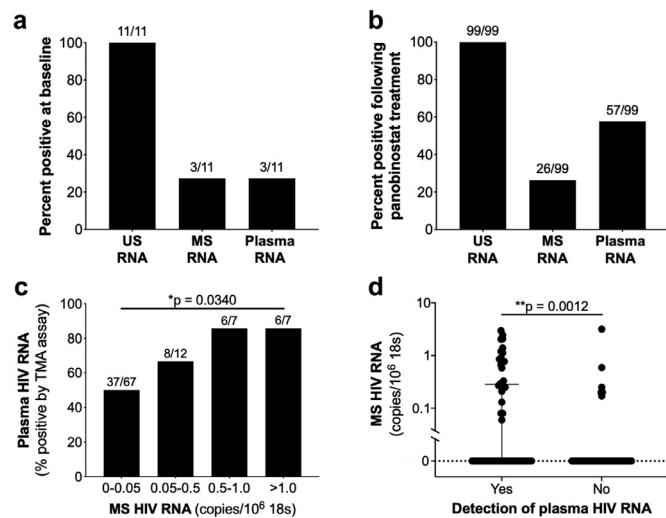 a
Percent positive at baseline
100
80
60
40
20
0
11/11
3/11
3/11
US RNA
MS RNA
Plasma RNA
b
Percent positive following
panobinostat treatment
100
80
60
40
20
0
99/99
26/99
57/99
US RNA
MS RNA
Plasma RNA
c
Plasma HIV RNA
(% positive by TMA assay)
100
80
60
40
20
0
*p = 0.0340
37/67
8/12
6/7
6/7
0-0.05
0.05-0.5
0.5-1.0
>1.0
MS HIV RNA (copies/10⁶ 18s)
d
MS HIV RNA
(copies/10⁶ 18s)
10
1
0.1
0
**p = 0.0012
Yes
No
Detection of plasma HIV RNA